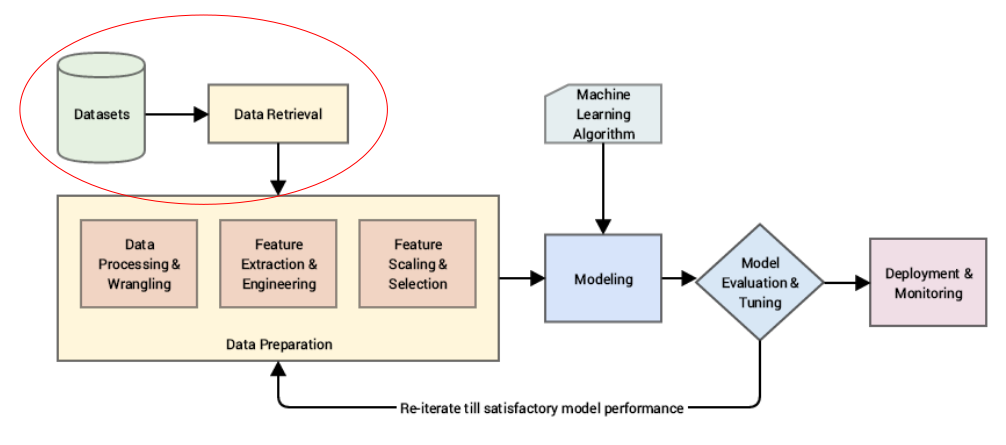 Datasets
Data Retrieval
Machine
Learning
Algorithm
Data
Processing &
Wrangling
Feature
Extraction &
Engineering
Feature
Scaling &
Selection
Data Preparation
Modeling
Model
Evaluation &
Tuning
Deployment &
Monitoring
Re-iterate till satisfactory model performance